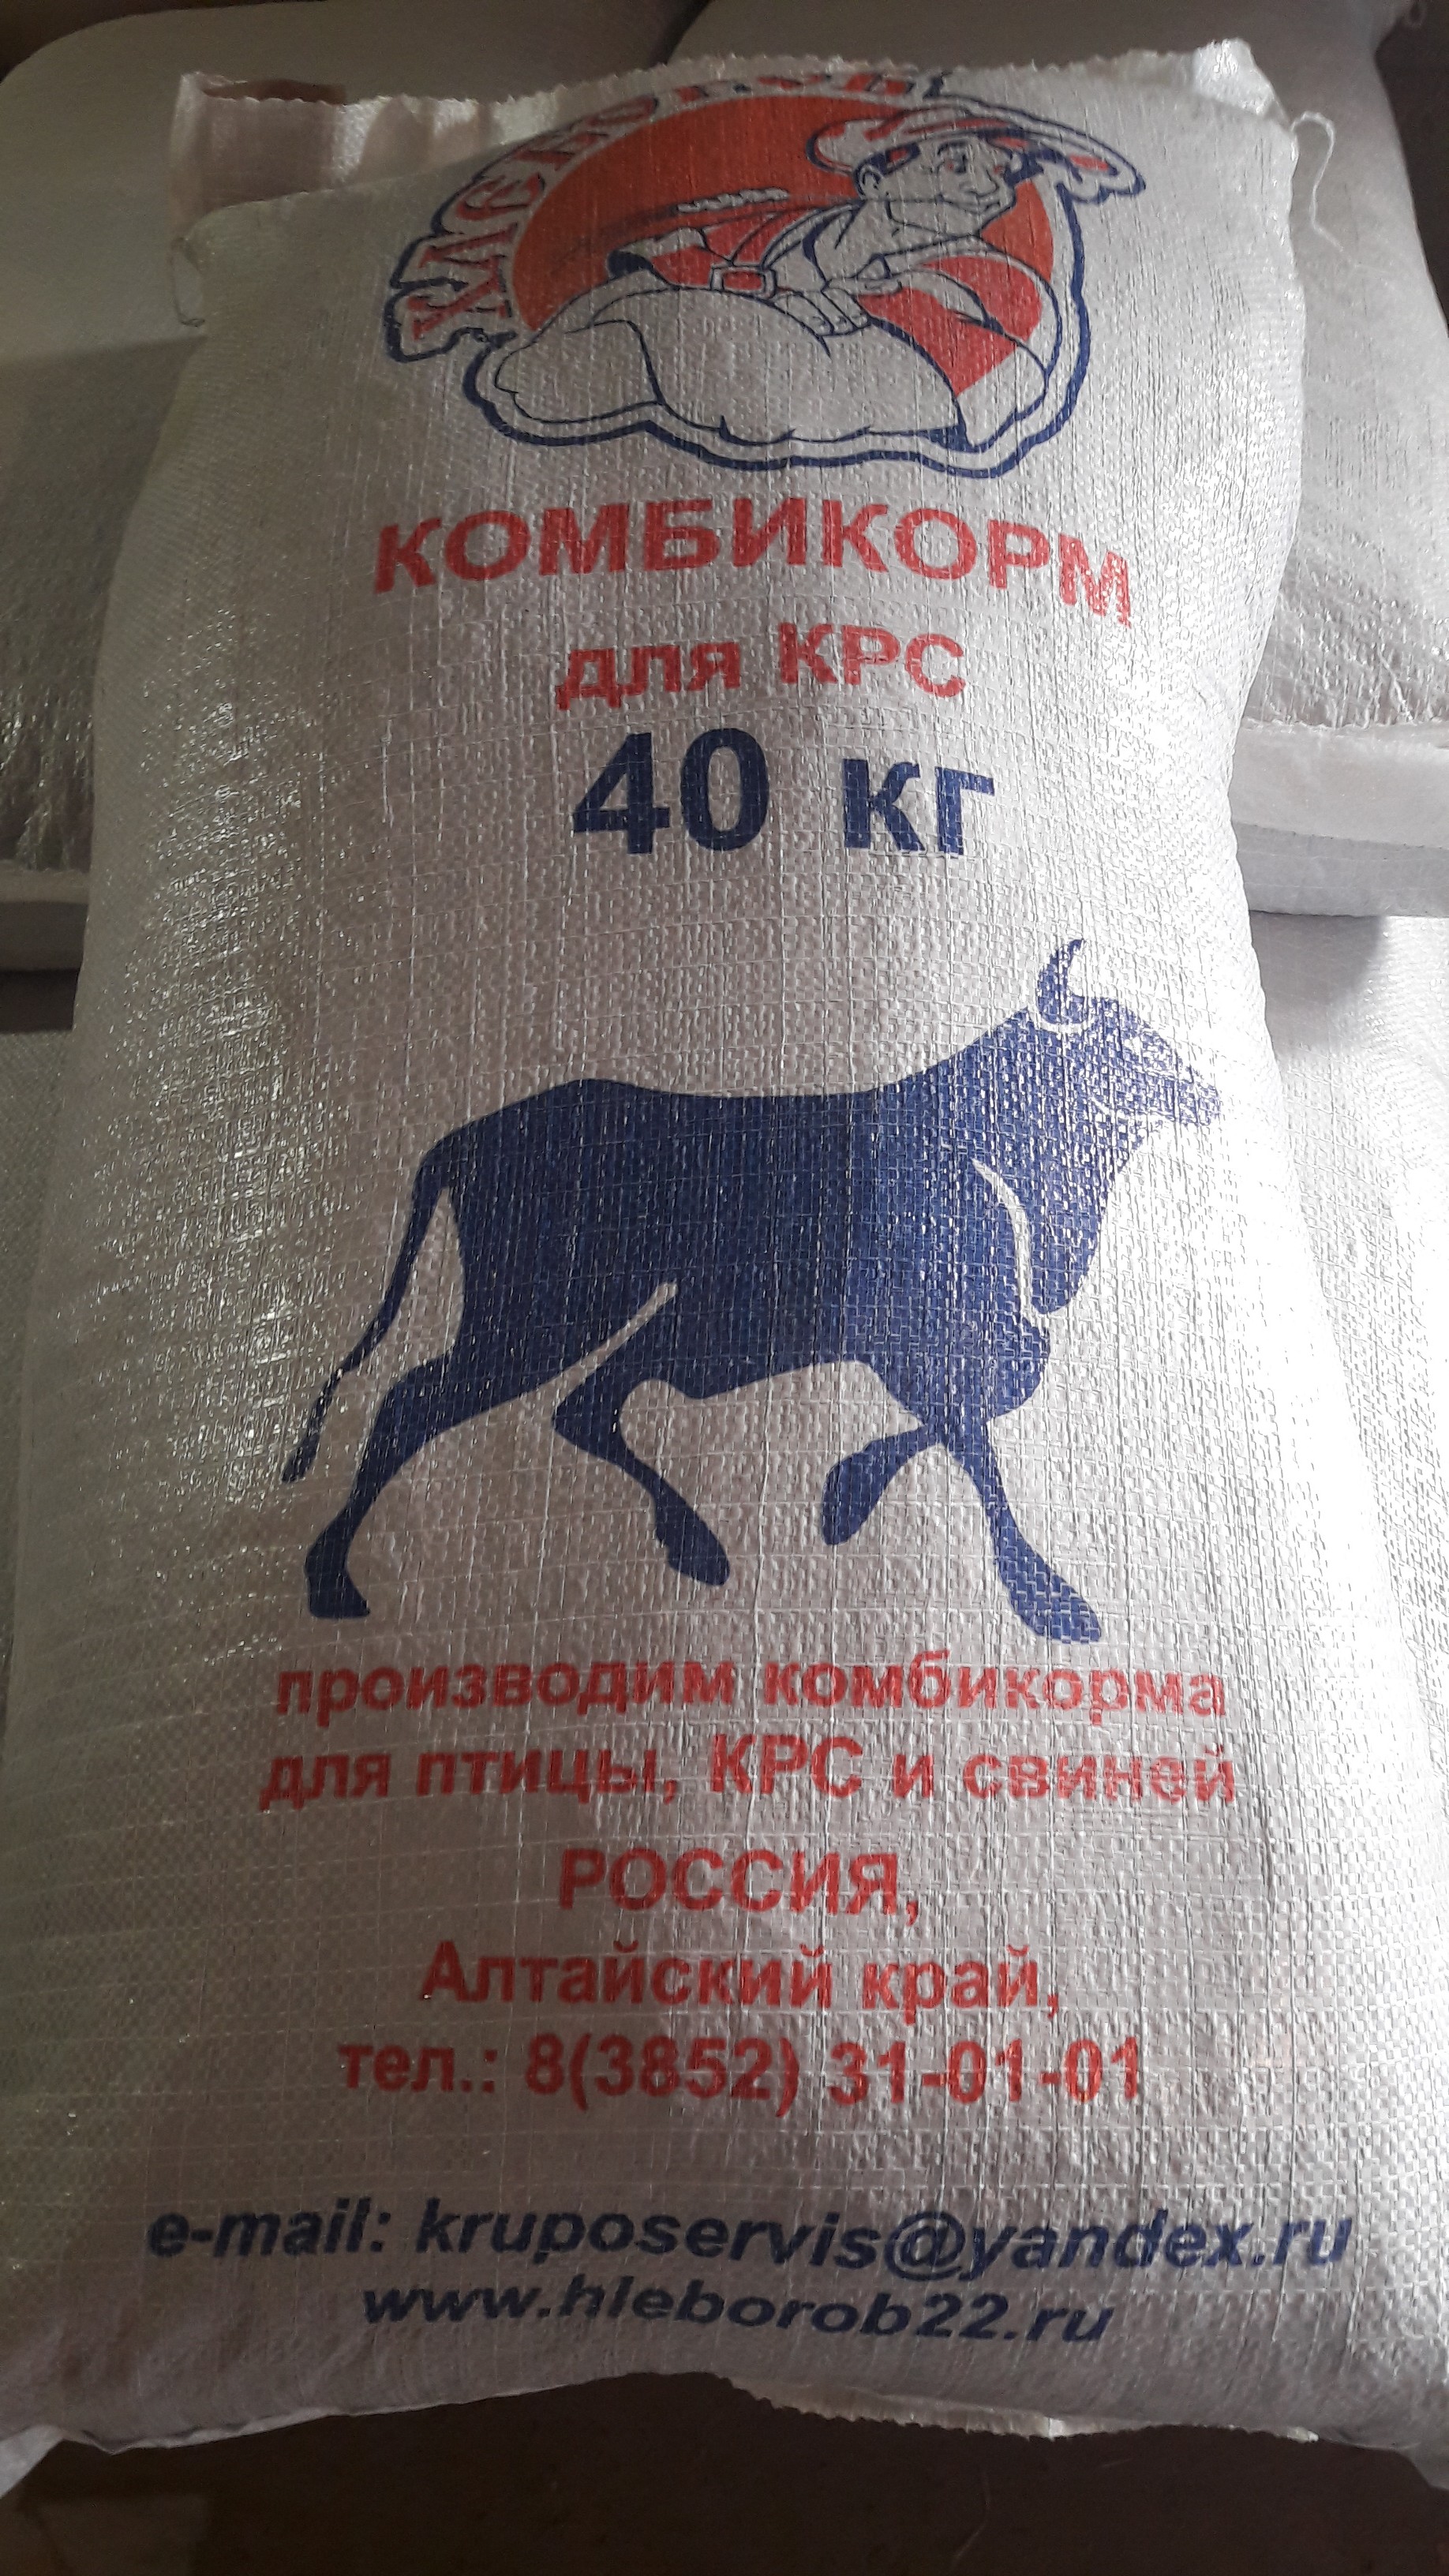 КОМБИКОРМ
для КРС
40 кг
производим комбикорма
для птицы, КРС и свиней
РОССИЯ,
Алтайский край,
тел.: 8(3852) 31-01-01
e-mail: kruposervis@yandex.ru
www.hleborob22.ru